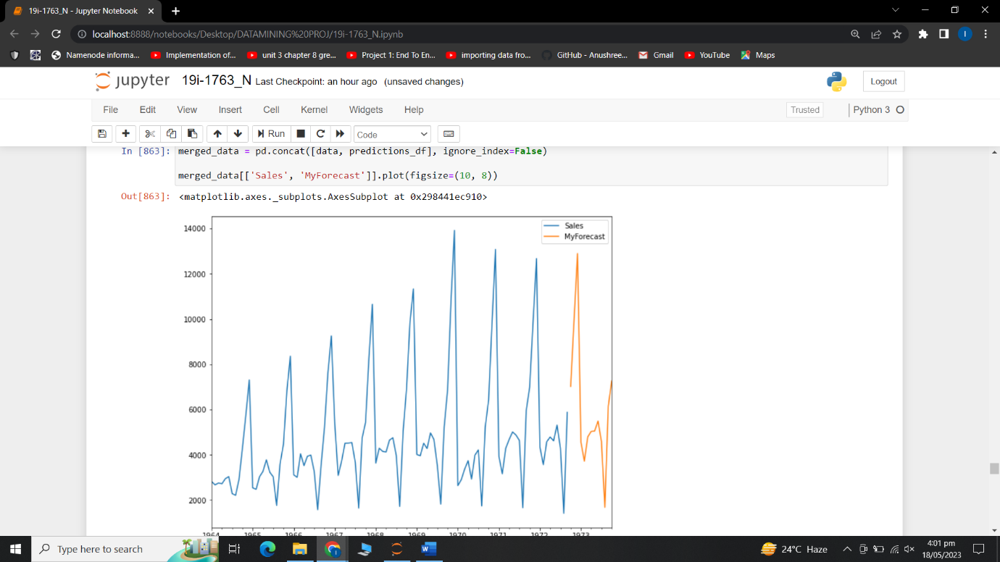 19i-1763_N - Jupyter Notebook
localhost:8888/notebooks/Desktop/DATAMINING%20PROJ/19i-1763_N.ipynb
Namenode informa... Implementation of... unit 3 chapter 8 gre... Project 1: End To En... importing data fro... GitHub - Anushree... Gmail YouTube Maps
jupyter 19i-1763_N Last Checkpoint: an hour ago (unsaved changes) Logout
File Edit View Insert Cell Kernel Widgets Help Trusted Python 3
Run Code
In [863]: merged_data = pd.concat([data, predictions_df], ignore_index=False)
merged_data[['Sales', 'MyForecast']].plot(figsize=(10, 8))
Out[863]: <matplotlib.axes._subplots.AxesSubplot at 0x298441ec910>
Sales
MyForecast
14000
12000
10000
8000
6000
4000
2000
1964 1965 1966 1967 1968 1969 1970 1971 1972 1973
Type here to search
24°C Haze
4:01 pm
18/05/2023